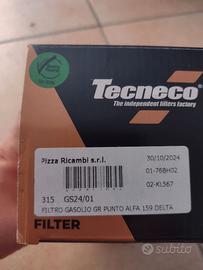 Tecneco
The independent filters factory
Pizza Ricambi s.r.l.
30/10/2024
01-76BH02
02-KL567
315 GS24/01
FILTRO GASOLIO GR PUNTO ALFA 159 DELTA
FILTER
subito